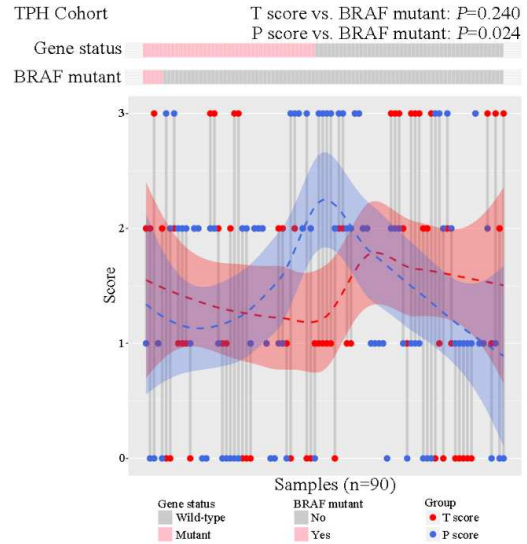 TPH Cohort
T score vs. BRAF mutant: P=0.240
P score vs. BRAF mutant: P=0.024
Gene status
BRAF mutant
3
2
1
0
Score
Samples (n=90)
Gene status BRAF mutant Group
Wild-type No T score
Mutant Yes P score